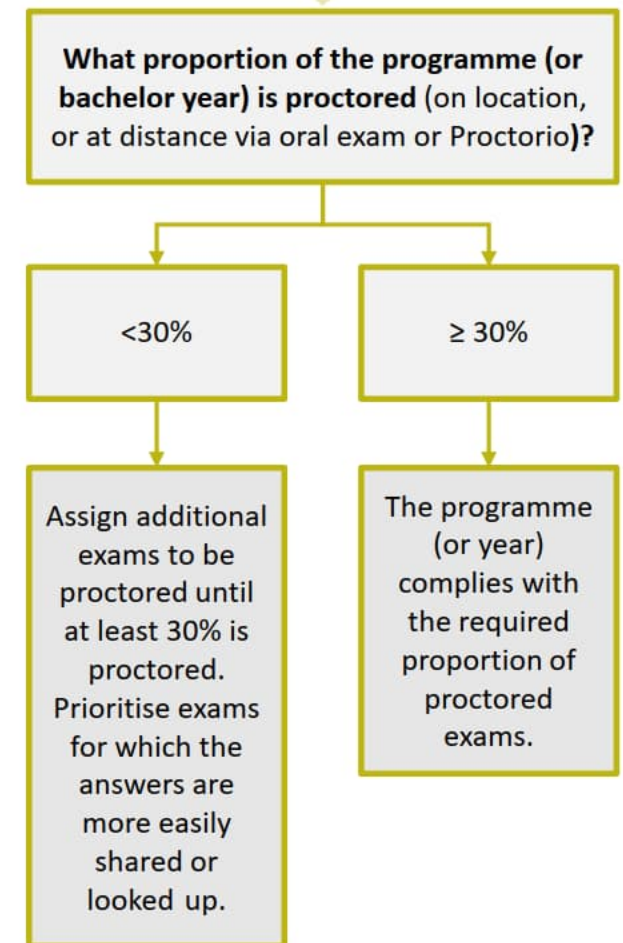 What proportion of the programme (or
bachelor year) is proctored (on location,
or at distance via oral exam or Proctorio)?
<30%
≥ 30%
Assign additional
exams to be
proctored until
at least 30% is
proctored.
Prioritise exams
for which the
answers are
more easily
shared or
looked up.
The programme
(or year)
complies with
the required
proportion of
proctored
exams.